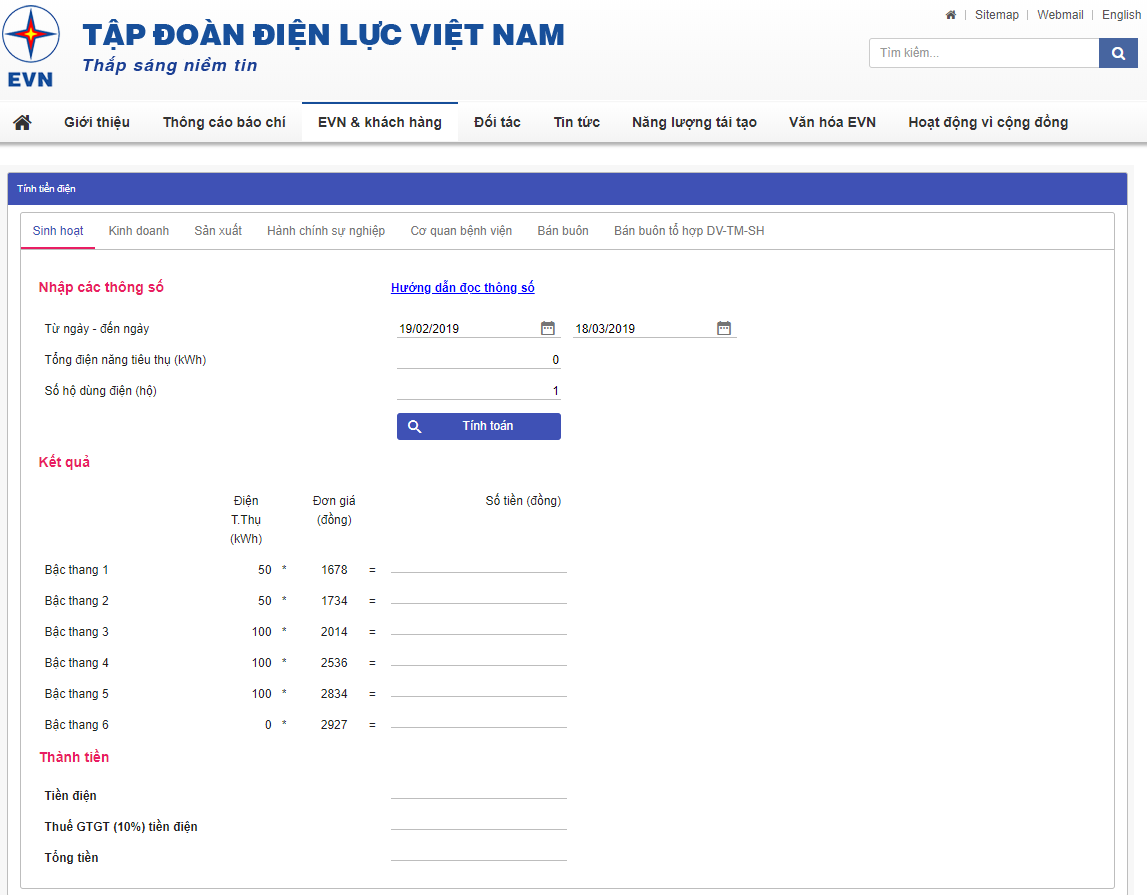 Sitemap | Webmail | English
TẬP ĐOÀN ĐIỆN LỰC VIỆT NAM
Thắp sáng niềm tin
EVN
Tìm kiếm...
Giới thiệu Thông cáo báo chí EVN & khách hàng Đối tác Tin tức Năng lượng tái tạo Văn hóa EVN Hoạt động vì cộng đồng
Tính tiền điện
Sinh hoạt Kinh doanh Sản xuất Hành chính sự nghiệp Cơ quan bệnh viện Bán buôn Bán buôn tổ hợp DV-TM-SH
Nhập các thông số Hướng dẫn đọc thông số
Từ ngày - đến ngày 19/02/2019 18/03/2019
Tổng điện năng tiêu thụ (kWh) 0
Số hộ dùng điện (hộ) 1
Tính toán
Kết quả
Điện Đơn giá Số tiền (đồng)
T.Thụ (đồng)
(kWh)
Bậc thang 1 50 * 1678 =
Bậc thang 2 50 * 1734 =
Bậc thang 3 100 * 2014 =
Bậc thang 4 100 * 2536 =
Bậc thang 5 100 * 2834 =
Bậc thang 6 0 * 2927 =
Thành tiền
Tiền điện
Thuế GTGT (10%) tiền điện
Tổng tiền